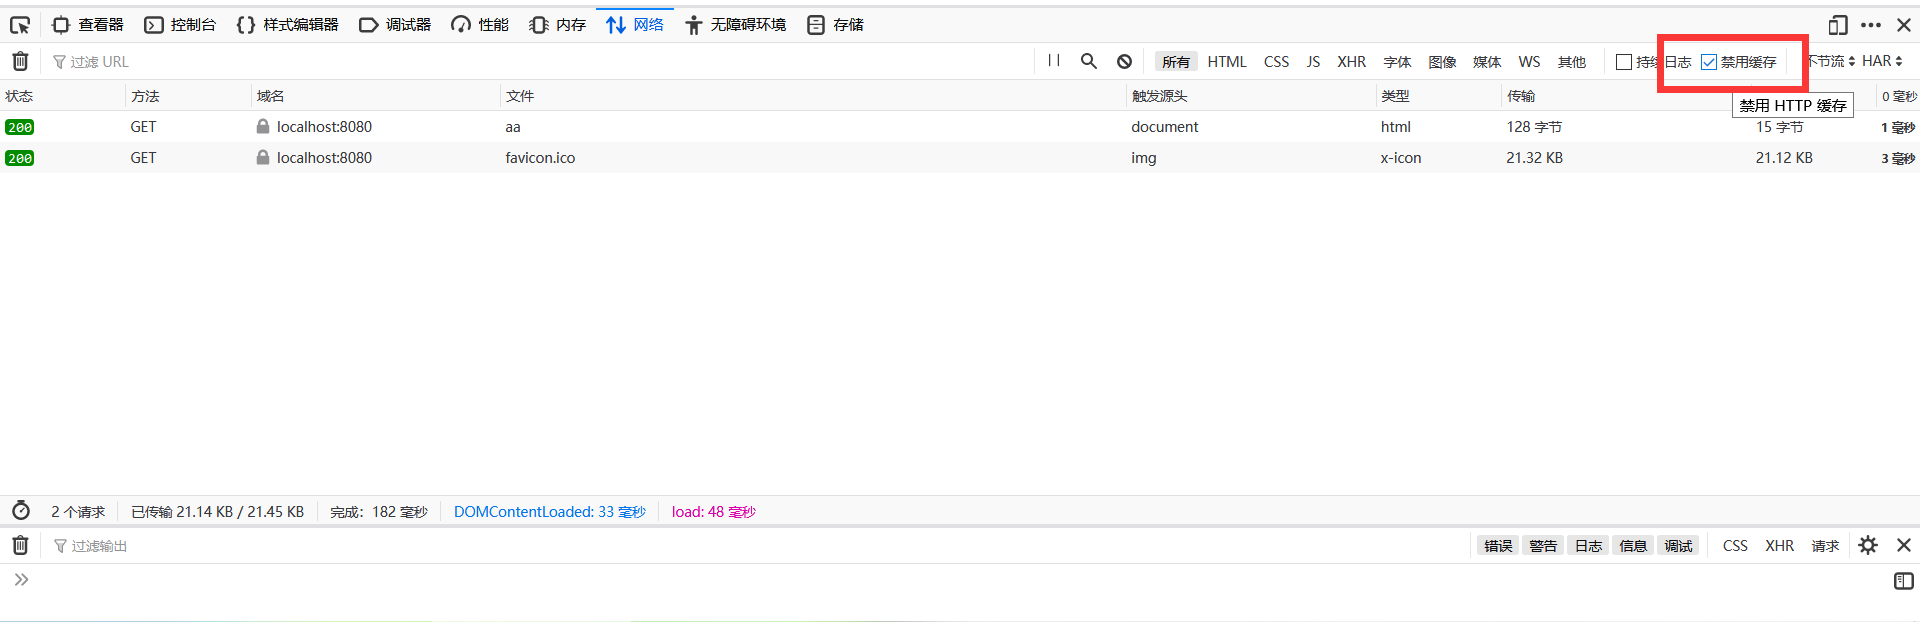 查看器 控制台 {} 样式编辑器 调试器 性能 内存 网络 无障碍环境 存储
过滤 URL 所有 HTML CSS JS XHR 字体 图像 媒体 WS 其他 持续日志 禁用缓存 不节流 HAR
状态 方法 域名 文件 触发源头 类型 传输 0 毫秒
禁用 HTTP 缓存
200 GET localhost:8080 aa document html 128 字节 15 字节 1 毫秒
200 GET localhost:8080 favicon.ico img x-icon 21.32 KB 21.12 KB 3 毫秒
2 个请求 已传输 21.14 KB / 21.45 KB 完成：182 毫秒 DOMContentLoaded: 33 毫秒 load: 48 毫秒
过滤输出 错误 警告 日志 信息 调试 CSS XHR 请求